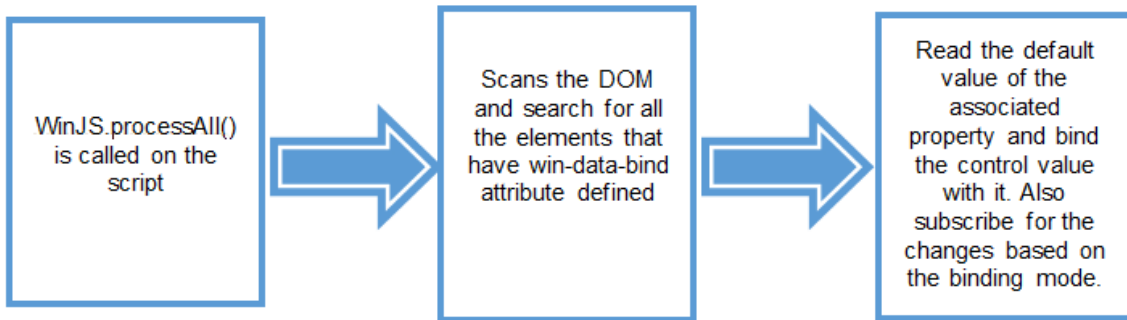 WinJS.processAll()
is called on the
script
Scans the DOM
and search for all
the elements that
have win-data-bind
attribute defined
Read the default
value of the
associated
property and bind
the control value
with it. Also
subscribe for the
changes based on
the binding mode.